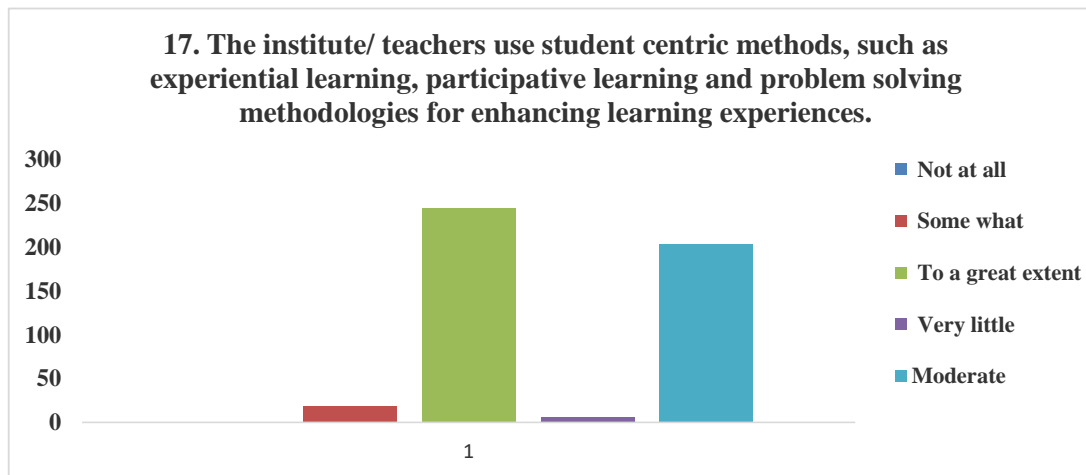 17. The institute/ teachers use student centric methods, such as
experiential learning, participative learning and problem solving
methodologies for enhancing learning experiences.
300
250
200
150
100
50
0
1
Not at all
Some what
To a great extent
Very little
Moderate